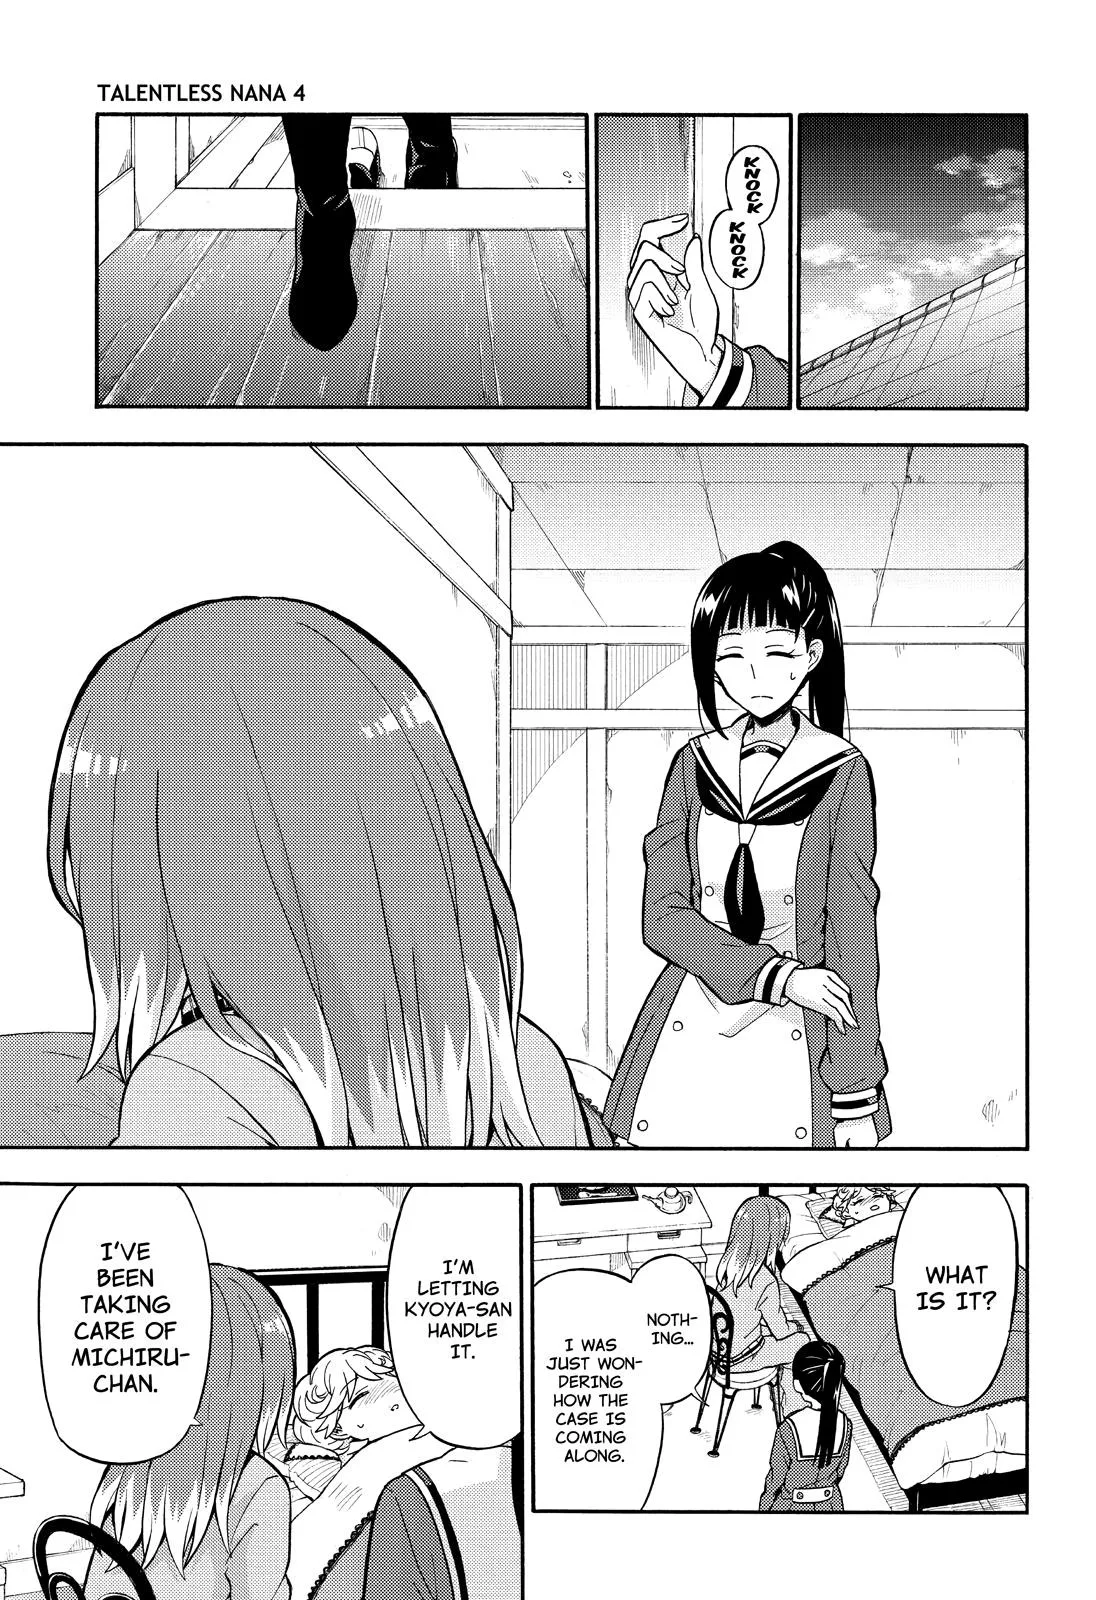 TALENTLESS NANA 4
KNOCK
KNOCK
WHAT
IS IT?
NOTH-
ING...
I WAS
JUST WON-
DERING
HOW THE
CASE IS
COMING
ALONG.
I'M
LETTING
KYOYA-SAN
HANDLE
IT.
I'VE
BEEN
TAKING
CARE OF
MICHIRU-
CHAN.